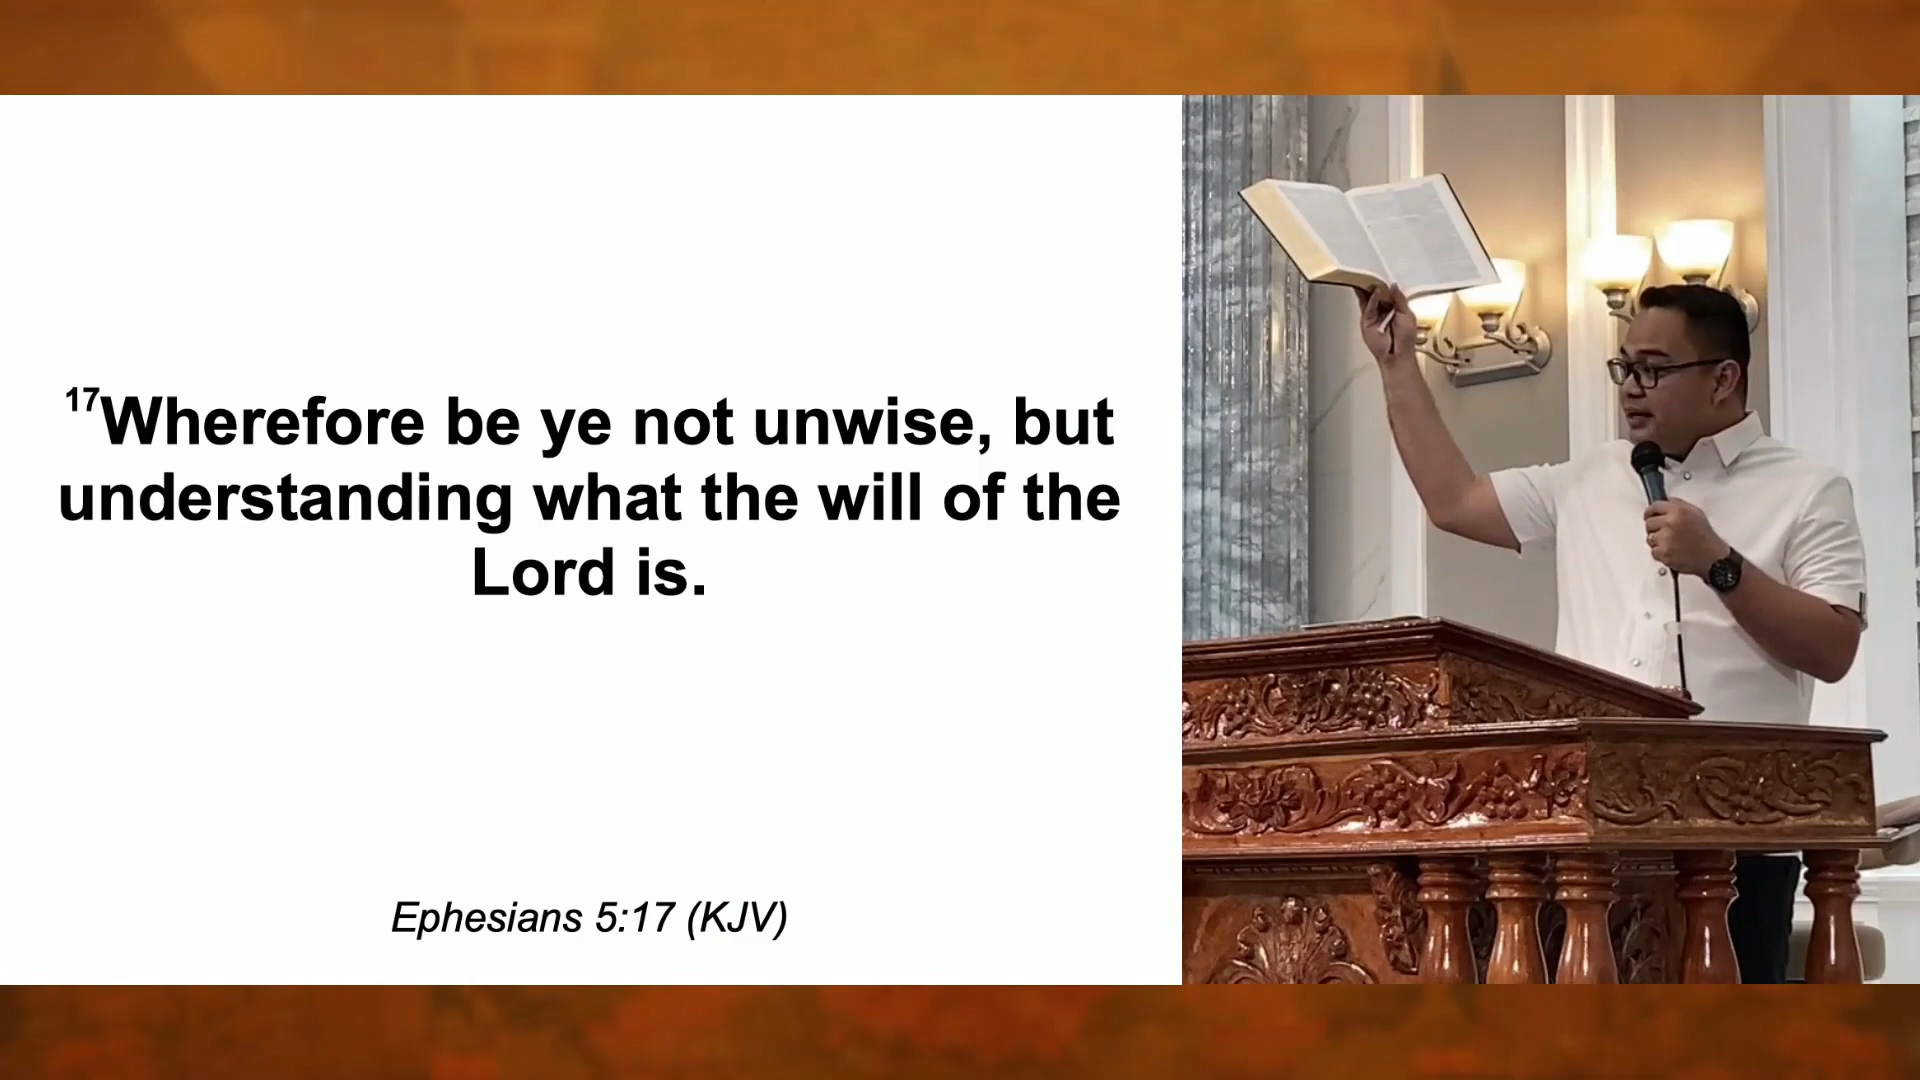 17Wherefore be ye not unwise, but
understanding what the will of the
Lord is.
Ephesians 5:17 (KJV)